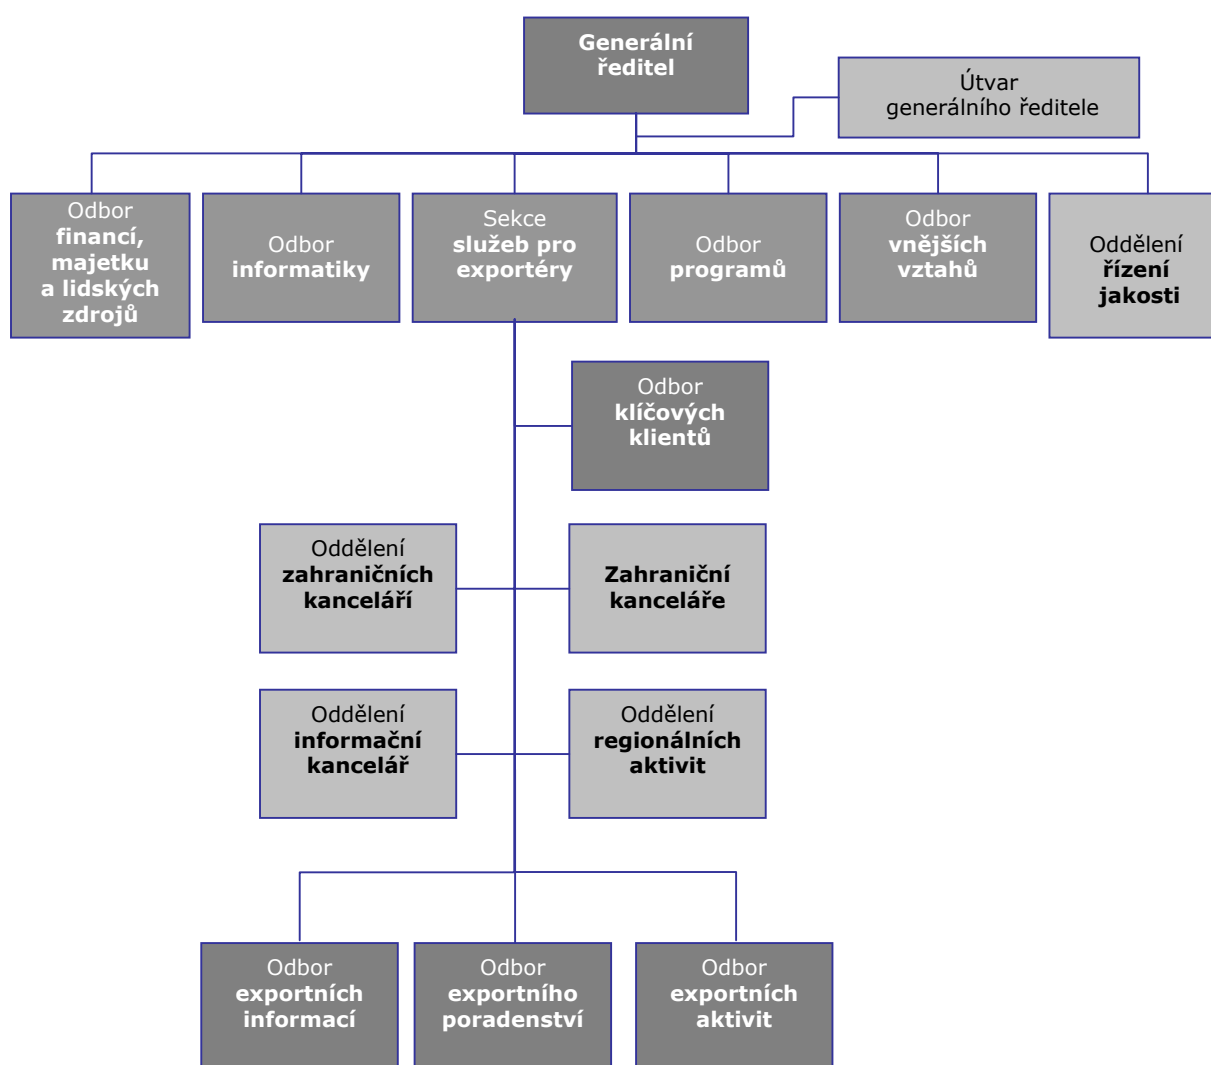 Generální
ředitel
Útvar
generálního ředitele
Odbor
financí,
majetku
a lidských
zdrojů
Odbor
informatiky
Sekce
služeb pro
exportéry
Odbor
programů
Odbor
vnějších
vztahů
Oddělení
řízení
jakosti
Odbor
klíčových
klientů
Oddělení
zahraničních
kanceláří
Zahraniční
kanceláře
Oddělení
informační
kancelář
Oddělení
regionálních
aktivit
Odbor
exportních
informací
Odbor
exportního
poradenství
Odbor
exportních
aktivit